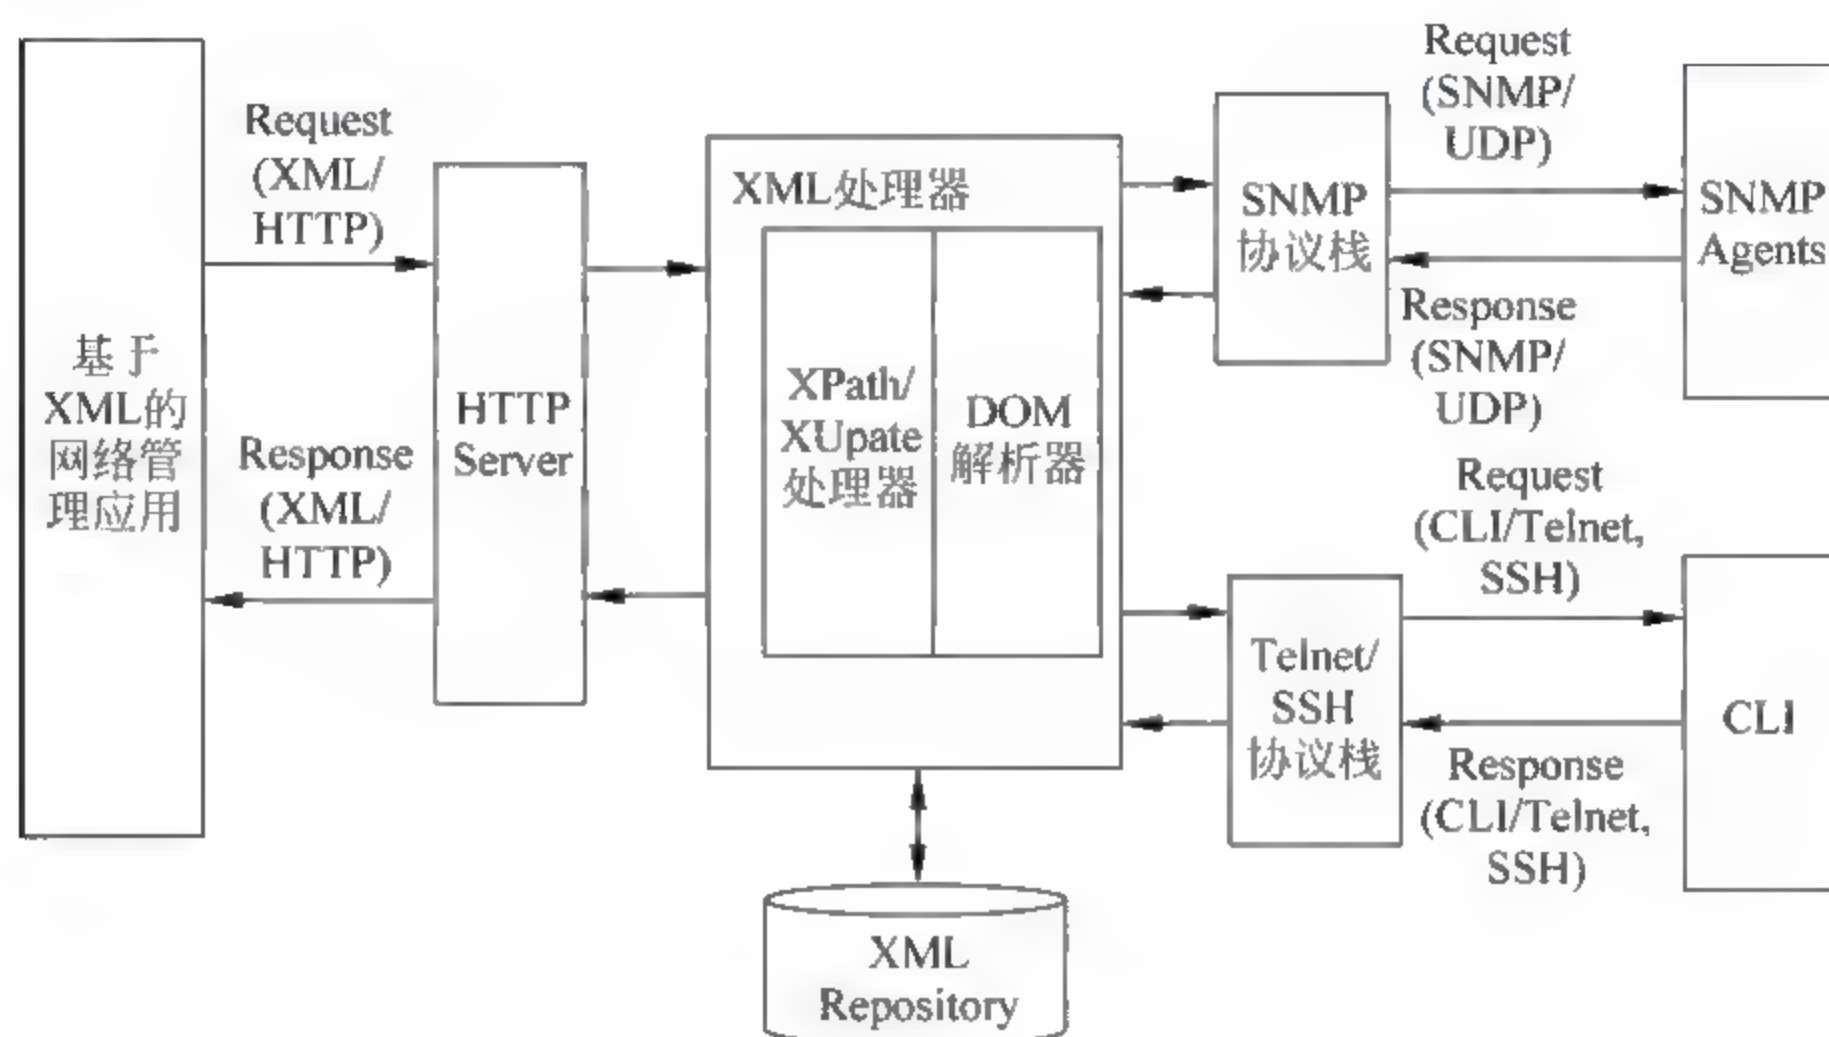 基于
XML的
网络管
理应用
Request
(XML/
HTTP)
Response
(XML/
HTTP)
HTTP
Server
XML处理器
XPath/
XUpate
处理器
DOM
解析器
XML
Repository
SNMP
协议栈
Request
(SNMP/
UDP)
Response
(SNMP/
UDP)
SNMP
Agents
Telnet/
SSH
协议栈
Request
(CLI/Telnet,
SSH)
Response
(CLI/Telnet,
SSH)
CLI